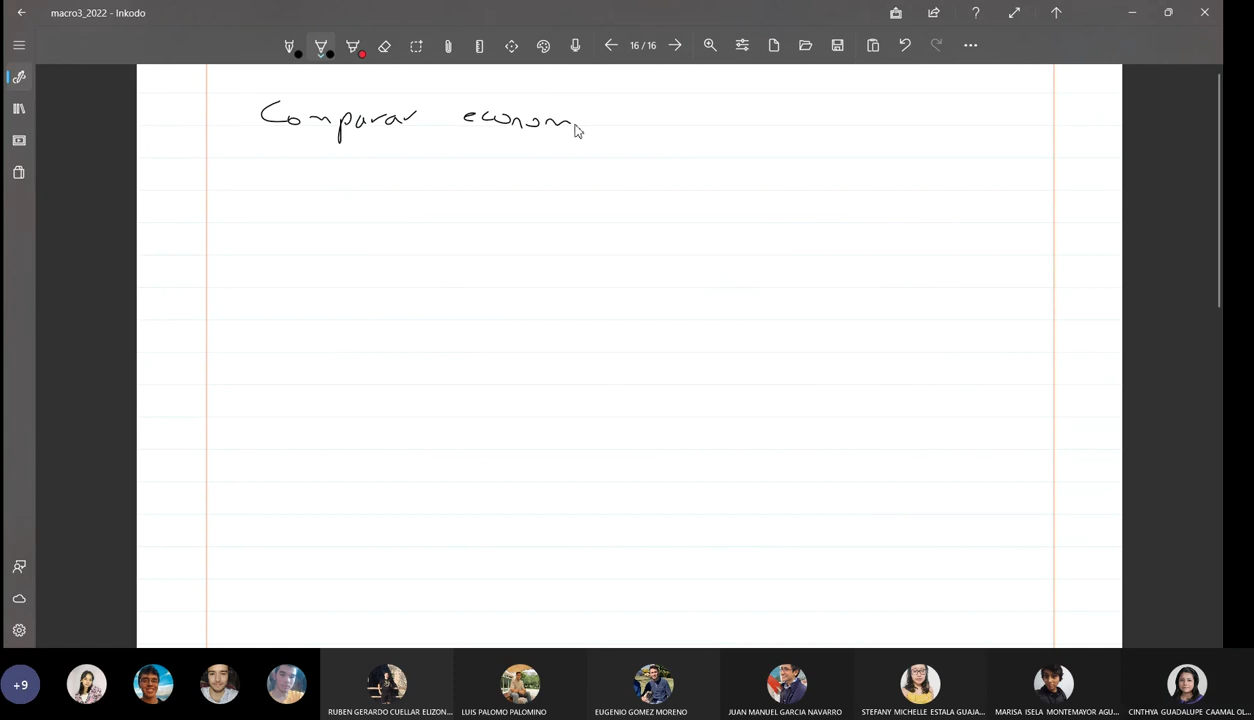 macro3_2022 - Inkodo
16 / 16
Comparar econom
+9
RUBEN GERARDO CUELLAR ELIZON...
LUIS PALOMO PALOMINO
EUGENIO GOMEZ MORENO
JUAN MANUEL GARCIA NAVARRO
STEFANY MICHELLE ESTALA GUAJA...
MARISA ISELA MONTEMAYOR AGU...
CINTHYA GUADALUPE CAAMAL OL...